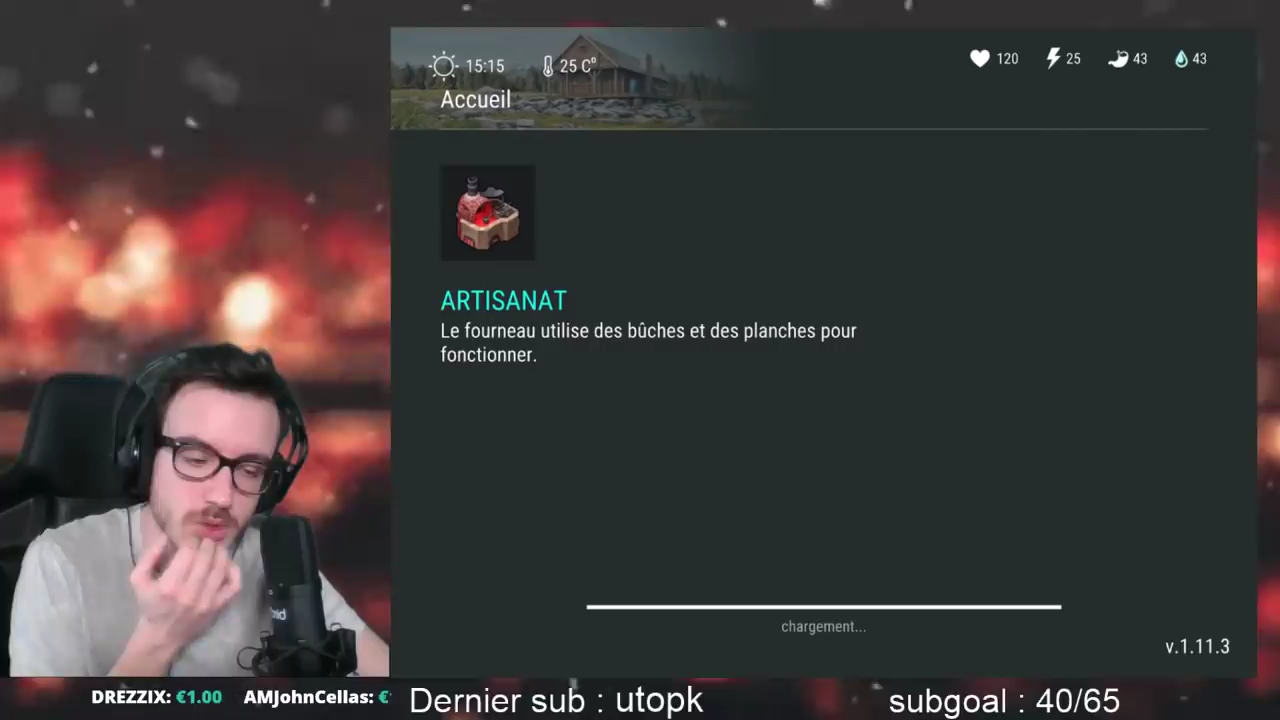 15:15
25 C°
120
25
43
43
Accueil
ARTISANAT
Le fourneau utilise des bûches et des planches pour
fonctionner.
chargement...
v.1.11.3
DREZZIX: €1.00 AMJohnCellas: €
Dernier sub : utopk
subgoal : 40/65